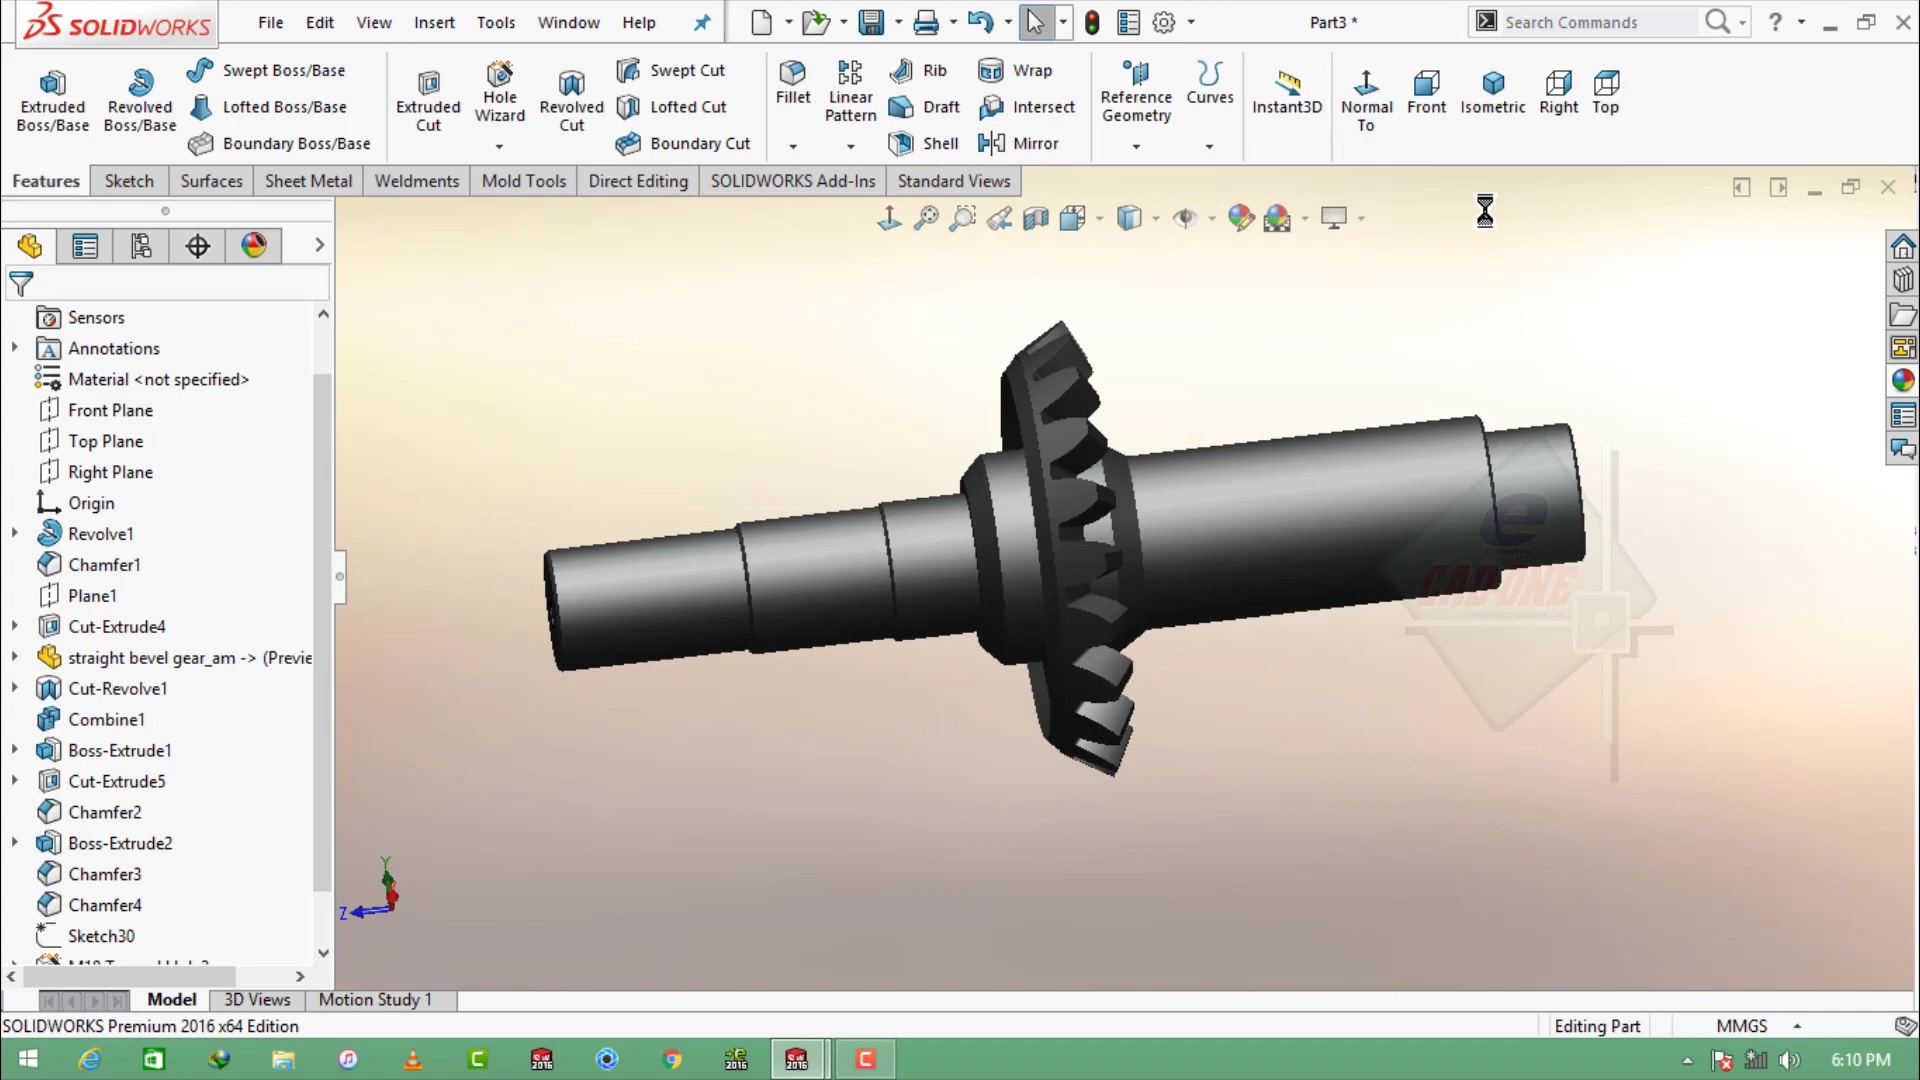 SOLIDWORKS
File Edit View Insert Tools Window Help
Part3 *
Search Commands
Extruded Boss/Base
Revolved Boss/Base
Swept Boss/Base
Lofted Boss/Base
Boundary Boss/Base
Extruded Cut
Hole Wizard
Revolved Cut
Swept Cut
Lofted Cut
Boundary Cut
Fillet
Linear Pattern
Rib
Draft
Shell
Wrap
Intersect
Mirror
Reference Geometry
Curves
Instant3D
Normal To
Front
Isometric
Right
Top
Features Sketch Surfaces Sheet Metal Weldments Mold Tools Direct Editing SOLIDWORKS Add-Ins Standard Views
Sensors
Annotations
Material <not specified>
Front Plane
Top Plane
Right Plane
Origin
Revolve1
Chamfer1
Plane1
Cut-Extrude4
straight bevel gear_am -> (Previe
Cut-Revolve1
Combine1
Boss-Extrude1
Cut-Extrude5
Chamfer2
Boss-Extrude2
Chamfer3
Chamfer4
Sketch30
CAD ONE
Y
Z
Model 3D Views Motion Study 1
SOLIDWORKS Premium 2016 x64 Edition
Editing Part
MMGS
6:10 PM